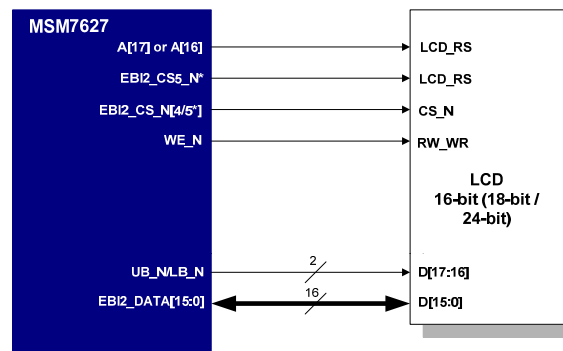 MSM7627
A[17] or A[16]
LCD_RS
EBI2_CS5_N*
LCD_RS
EBI2_CS_N[4/5*]
CS_N
WE_N
RW_WR
LCD
16-bit (18-bit /
24-bit)
UB_N/LB_N
2
D[17:16]
EBI2_DATA[15:0]
16
D[15:0]